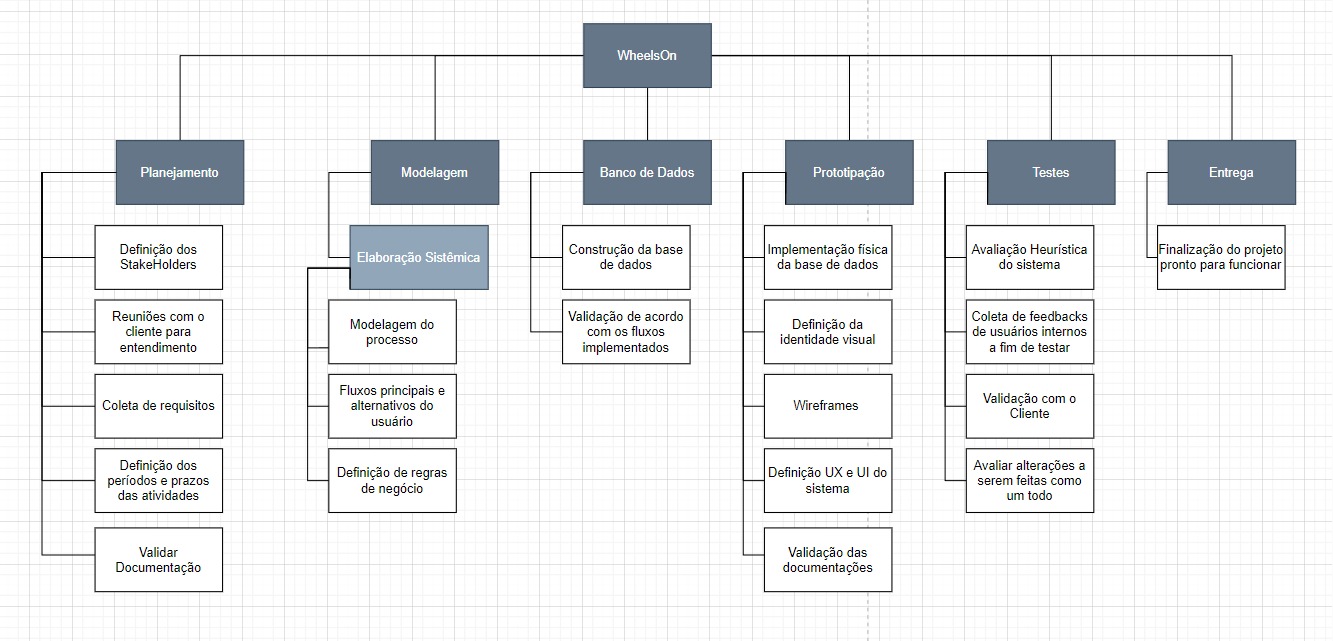 WheelsOn
Planejamento
Definição dos
StakeHolders
Reuniões com o
cliente para
entendimento
Coleta de requisitos
Definição dos
períodos e prazos
das atividades
Validar
Documentação
Modelagem
Elaboração Sistêmica
Modelagem do
processo
Fluxos principais e
alternativos do
usuário
Definição de regras
de negócio
Banco de Dados
Construção da base
de dados
Validação de acordo
com os fluxos
implementados
Prototipação
Implementação física
da base de dados
Definição da
identidade visual
Wireframes
Definição UX e UI do
sistema
Validação das
documentações
Testes
Avaliação Heurística
do sistema
Coleta de feedbacks
de usuários internos
a fim de testar
Validação com o
Cliente
Avaliar alterações a
serem feitas como
um todo
Entrega
Finalização do projeto
pronto para funcionar